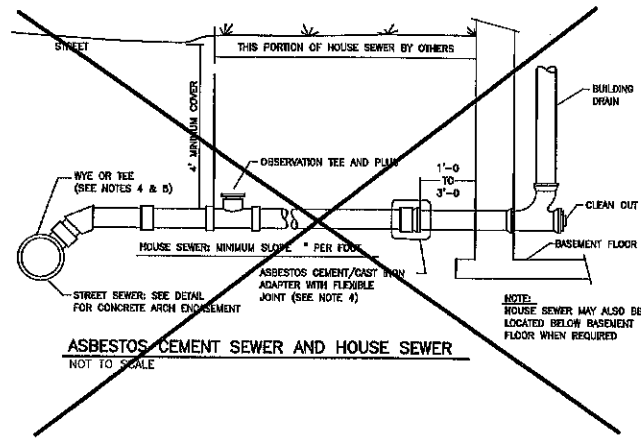 STREET
THIS PORTION OF HOUSE SEWER BY OTHERS
4' MINIMUM COVER
BUILDING
DRAIN
OBSERVATION TEE AND PLUG
1'-0
TO
3'-0
WYE OR TEE
(SEE NOTES 4 & 5)
CLEAN OUT
HOUSE SEWER: MINIMUM SLOPE " PER FOOT
BASEMENT FLOOR
ASBESTOS CEMENT/CAST IRON
ADAPTER WITH FLEXIBLE
JOINT (SEE NOTE 4)
STREET SEWER: SEE DETAIL
FOR CONCRETE ARCH ENCASEMENT
NOTE:
HOUSE SEWER MAY ALSO BE
LOCATED BELOW BASEMENT
FLOOR WHEN REQUIRED
ASBESTOS CEMENT SEWER AND HOUSE SEWER
NOT TO SCALE